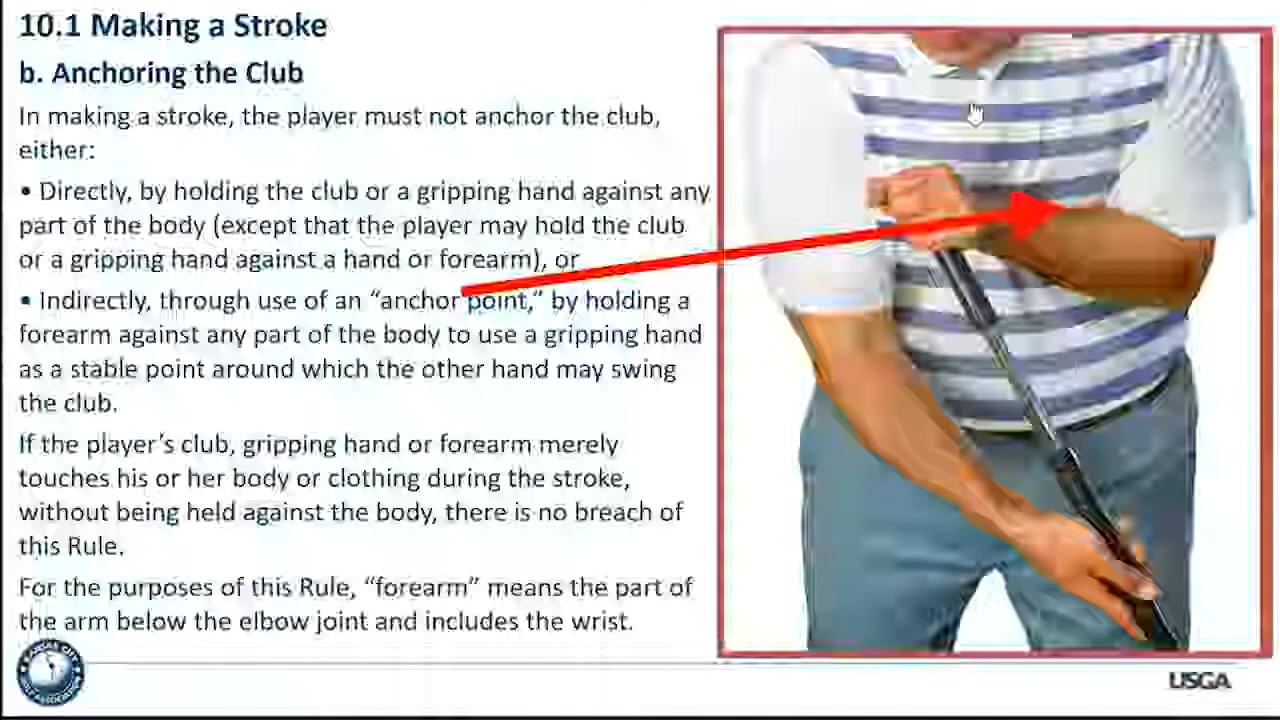 10.1 Making a Stroke
b. Anchoring the Club
In making a stroke, the player must not anchor the club,
either:
• Directly, by holding the club or a gripping hand against any
part of the body (except that the player may hold the club
or a gripping hand against a hand or forearm), or
• Indirectly, through use of an “anchor point,” by holding a
forearm against any part of the body to use a gripping hand
as a stable point around which the other hand may swing
the club.
If the player’s club, gripping hand or forearm merely
touches his or her body or clothing during the stroke,
without being held against the body, there is no breach of
this Rule.
For the purposes of this Rule, “forearm” means the part of
the arm below the elbow joint and includes the wrist.
KANSAS CITY
GOLF ASSOCIATION
USGA